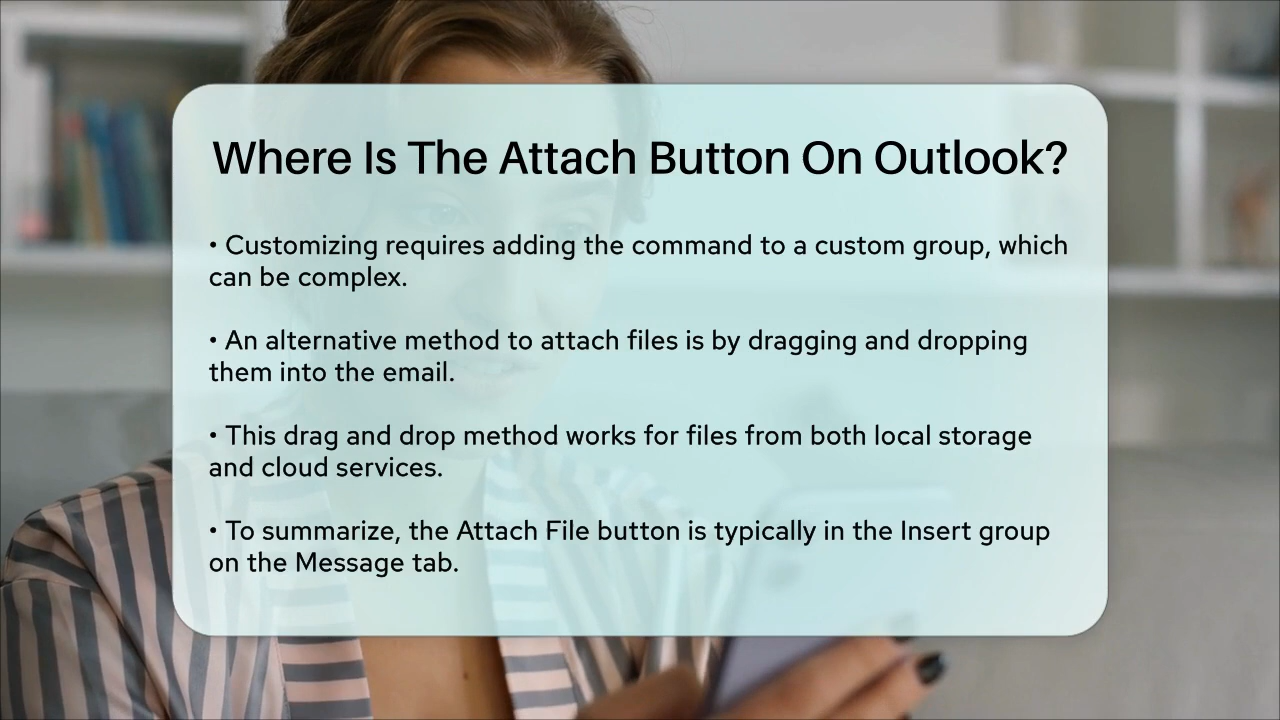 Where Is The Attach Button On Outlook?
• Customizing requires adding the command to a custom group, which
can be complex.
• An alternative method to attach files is by dragging and dropping
them into the email.
• This drag and drop method works for files from both local storage
and cloud services.
• To summarize, the Attach File button is typically in the Insert group
on the Message tab.